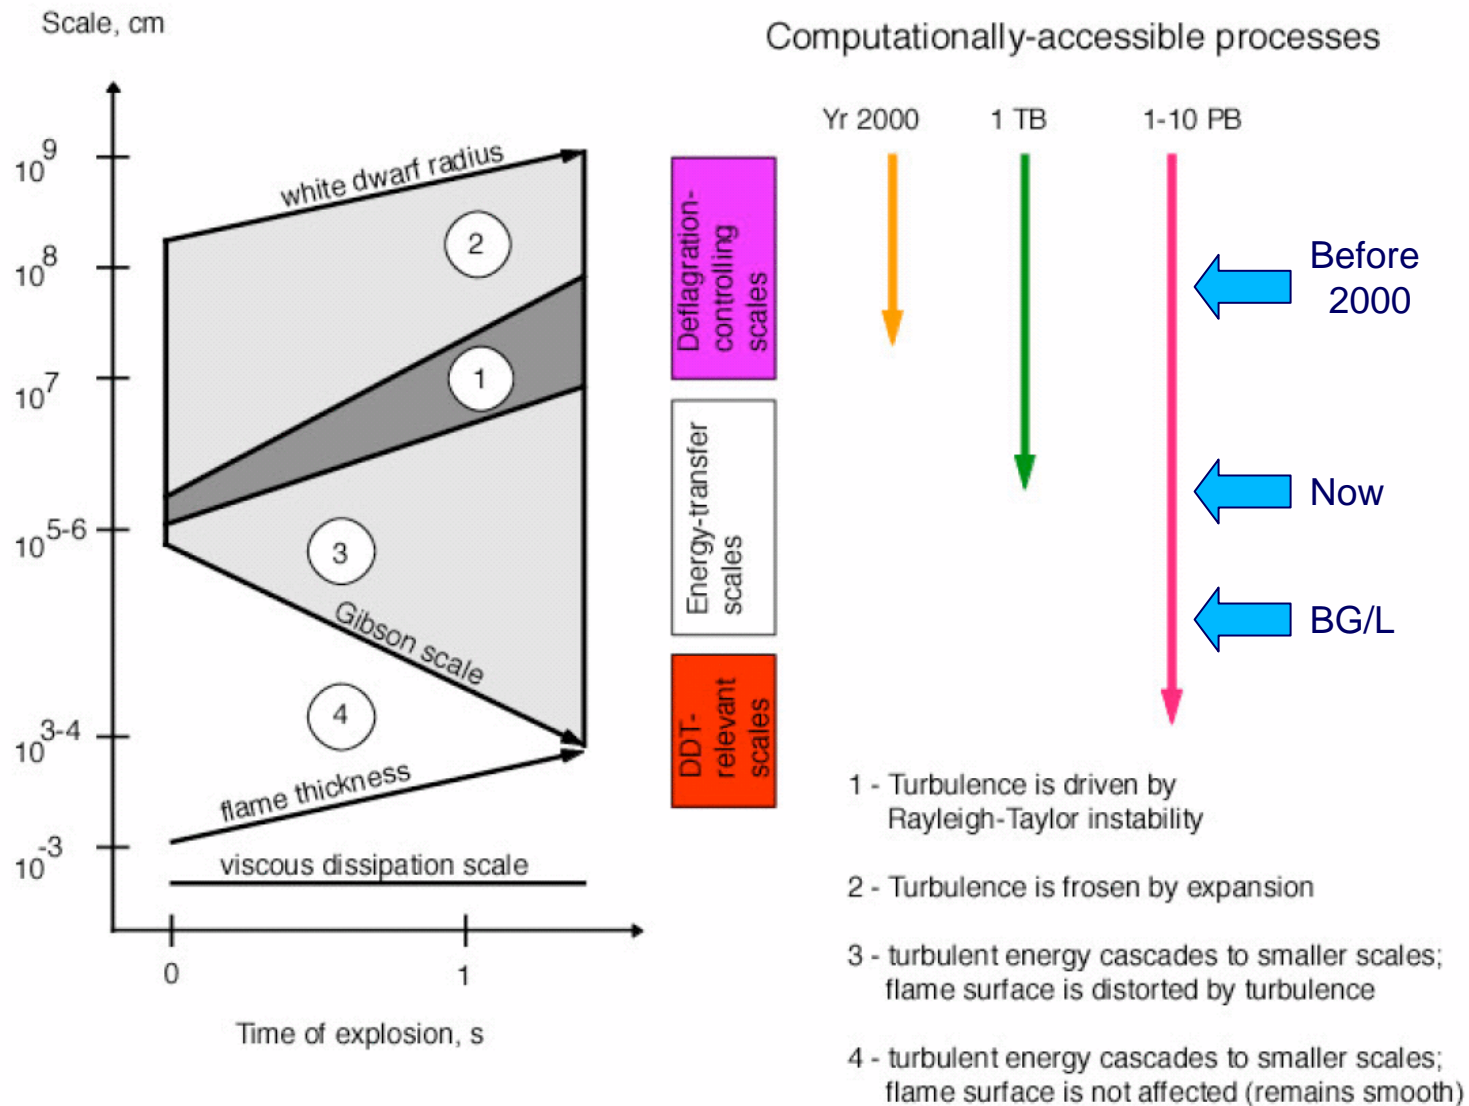 Scale, cm
Computationally-accessible processes
Yr 2000
1 TB
1-10 PB
10^9
10^8
10^7
10^5-6
10^3-4
10^-3
white dwarf radius
2
1
3
Gibson scale
4
flame thickness
viscous dissipation scale
0
1
Time of explosion, s
Deflagration-
controlling
scales
Energy-transfer
scales
DDT-
relevant
scales
Before
2000
Now
BG/L
1 - Turbulence is driven by
Rayleigh-Taylor instability
2 - Turbulence is frosen by expansion
3 - turbulent energy cascades to smaller scales;
flame surface is distorted by turbulence
4 - turbulent energy cascades to smaller scales;
flame surface is not affected (remains smooth)